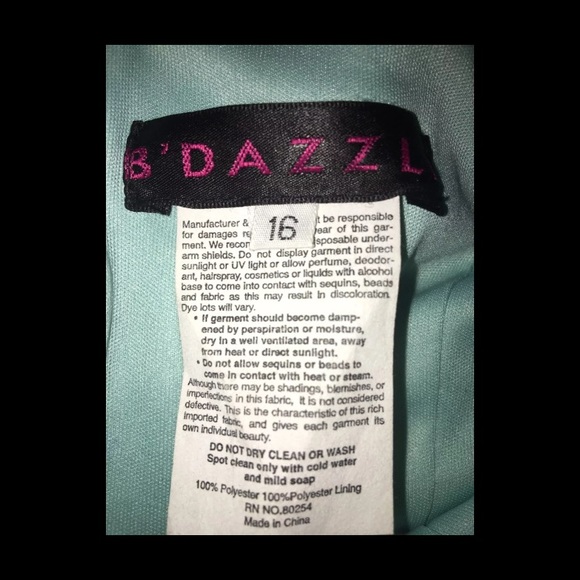 B'DAZZL
16
Manufacturer & t be responsible
for damages ear of this gar-
ment. We recor sposable under-
arm shields. Do not display garment in direct
sunlight or UV light or allow perfume, deodor-
ant, hairspray, cosmetics or liquids with alcohol
base to come into contact with sequins, beads
and fabric as this may result in discoloration.
Dye lots will vary.
• If garment should become damp-
ened by perspiration or moisture,
dry in a well ventilated area, away
from heat or direct sunlight.
• Do not allow sequins or beads to
come in contact with heat or steam.
Although there may be shadings, blemishes, or
imperfections in this fabric, it is not considered
defective. This is the characteristic of this rich
imported fabric, and gives each garment its
own individual beauty.
DO NOT DRY CLEAN OR WASH
Spot clean only with cold water
and mild soap
100% Polyester 100%Polyester Lining
RN NO.80254
Made in China